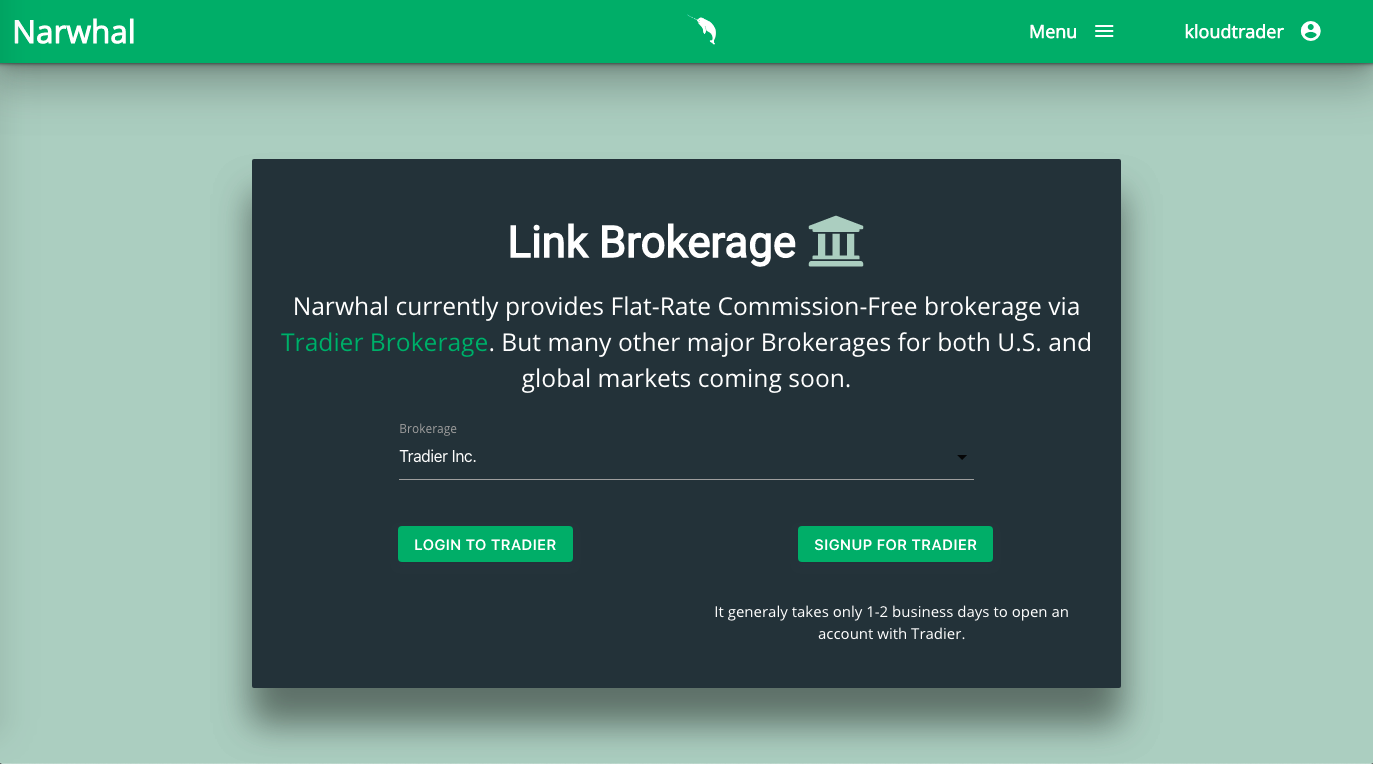 Narwhal
Menu
kloudtrader
Link Brokerage
Narwhal currently provides Flat-Rate Commission-Free brokerage via
Tradier Brokerage. But many other major Brokerages for both U.S. and
global markets coming soon.
Brokerage
Tradier Inc.
LOGIN TO TRADIER
SIGNUP FOR TRADIER
It generaly takes only 1-2 business days to open an
account with Tradier.